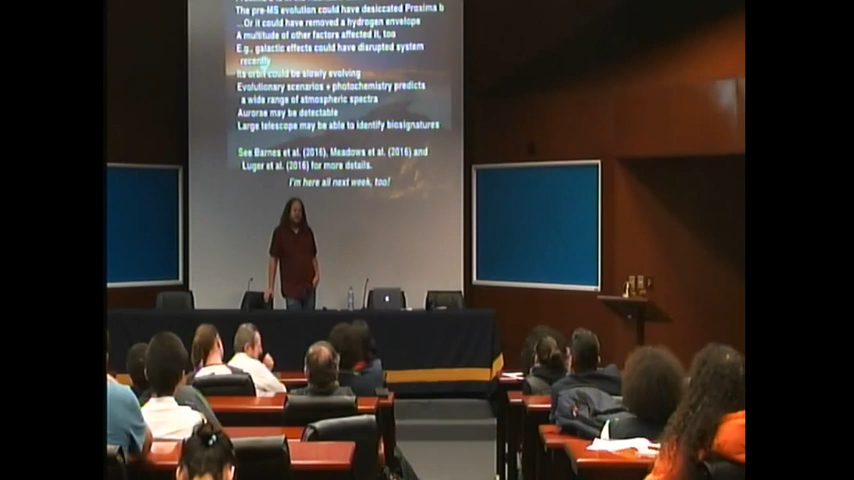 The pre-MS evolution could have desiccated Proxima b
...Or it could have removed a hydrogen envelope
A multitude of other factors affected it, too
E.g., galactic effects could have disrupted system
recently
Its orbit could be slowly evolving
Evolutionary scenarios + photochemistry predicts
a wide range of atmospheric spectra
Aurorae may be detectable
Large telescope may be able to identify biosignatures
See Barnes et al. (2016), Meadows et al. (2016) and
Luger et al. (2016) for more details.
I'm here all next week, too!